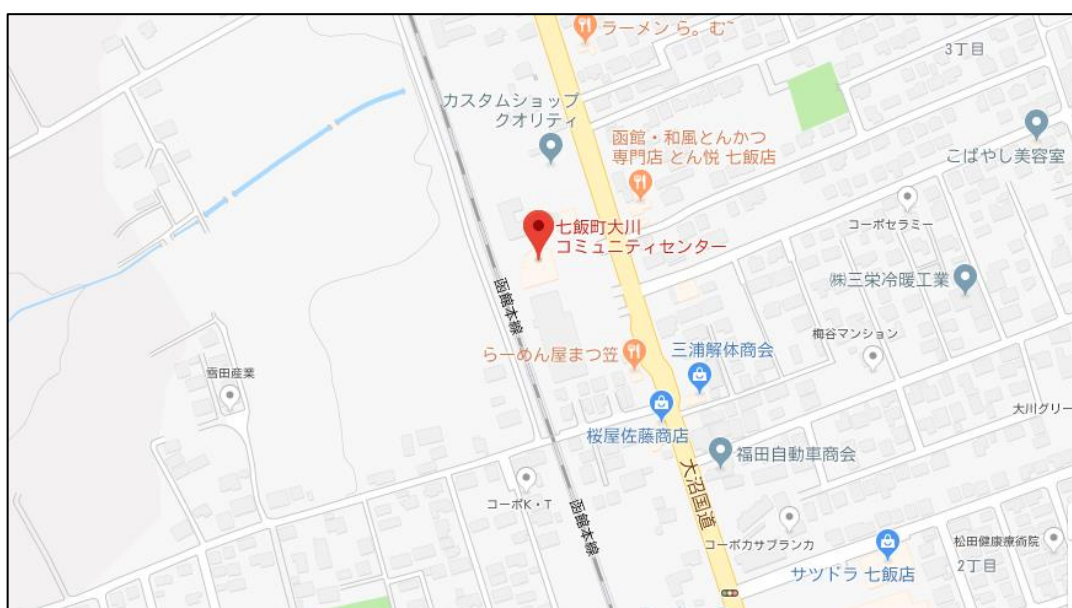 ラーメン ら。む~
3丁目
カスタムショップ
クオリティ
函館・和風とんかつ
専門店 とん悦 七飯店
こばやし美容室
コーポセラミー
七飯町大川
コミュニティセンター
㈱三栄冷暖工業
函館本線
梅谷マンション
らーめん屋まつ笠
三浦解体商会
雪田産業
大川グリー
桜屋佐藤商店
福田自動車商会
大沼国道
コーポK・T
函館本線
コーポカサブランカ
松田健康療術院
サツドラ 七飯店
2丁目